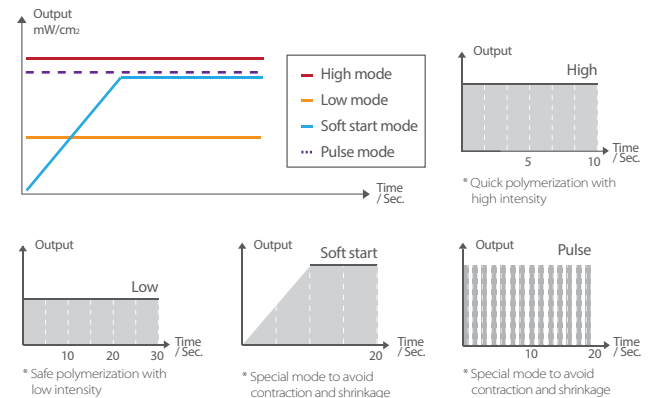 Output
mW/cm2
High mode
Low mode
Soft start mode
Pulse mode
Time
/ Sec.
Output
High
5
10
Time
/ Sec.
* Quick polymerization with
high intensity
Output
Low
10
20
30
Time
/ Sec.
* Safe polymerization with
low intensity
Output
Soft start
20
Time
/ Sec.
* Special mode to avoid
contraction and shrinkage
Output
Pulse
10
20
Time
/ Sec.
* Special mode to avoid
contraction and shrinkage